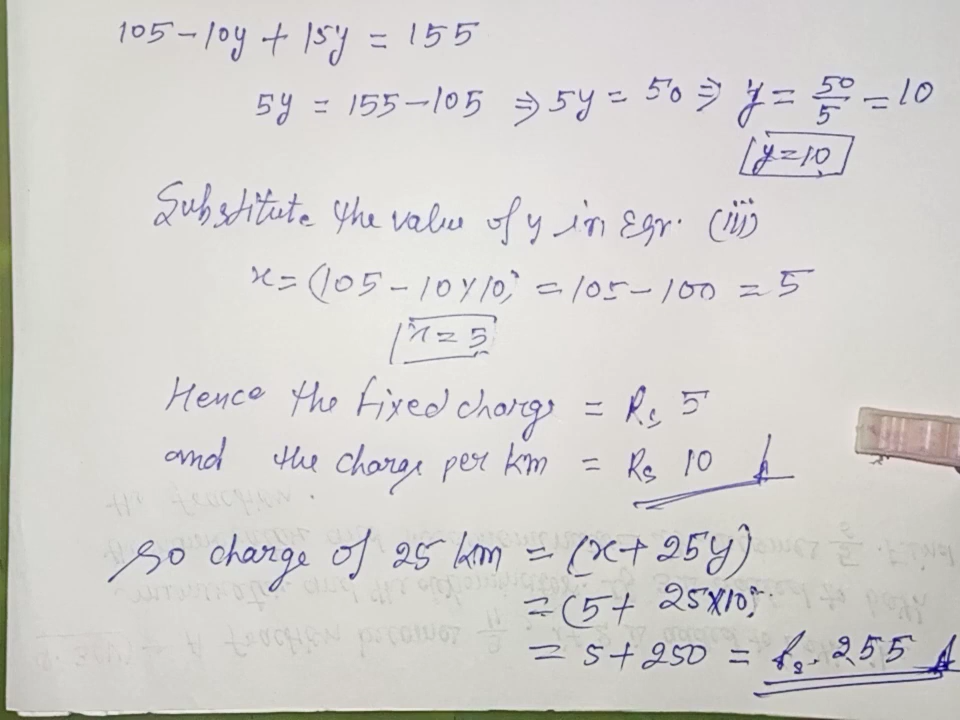 105 - 10y + 15y = 155
5y = 155 - 105 ⇒ 5y = 50 ⇒ y = 50/5 = 10
y = 10
Substitute the value of y in Eqn. (iii)
x = (105 - 10 × 10) = 105 - 100 = 5
x = 5
Hence the fixed charge = Rs 5
and the charge per km = Rs 10
So charge of 25 km = (x + 25y)
= (5 + 25 × 10)
= 5 + 250 = Rs. 255